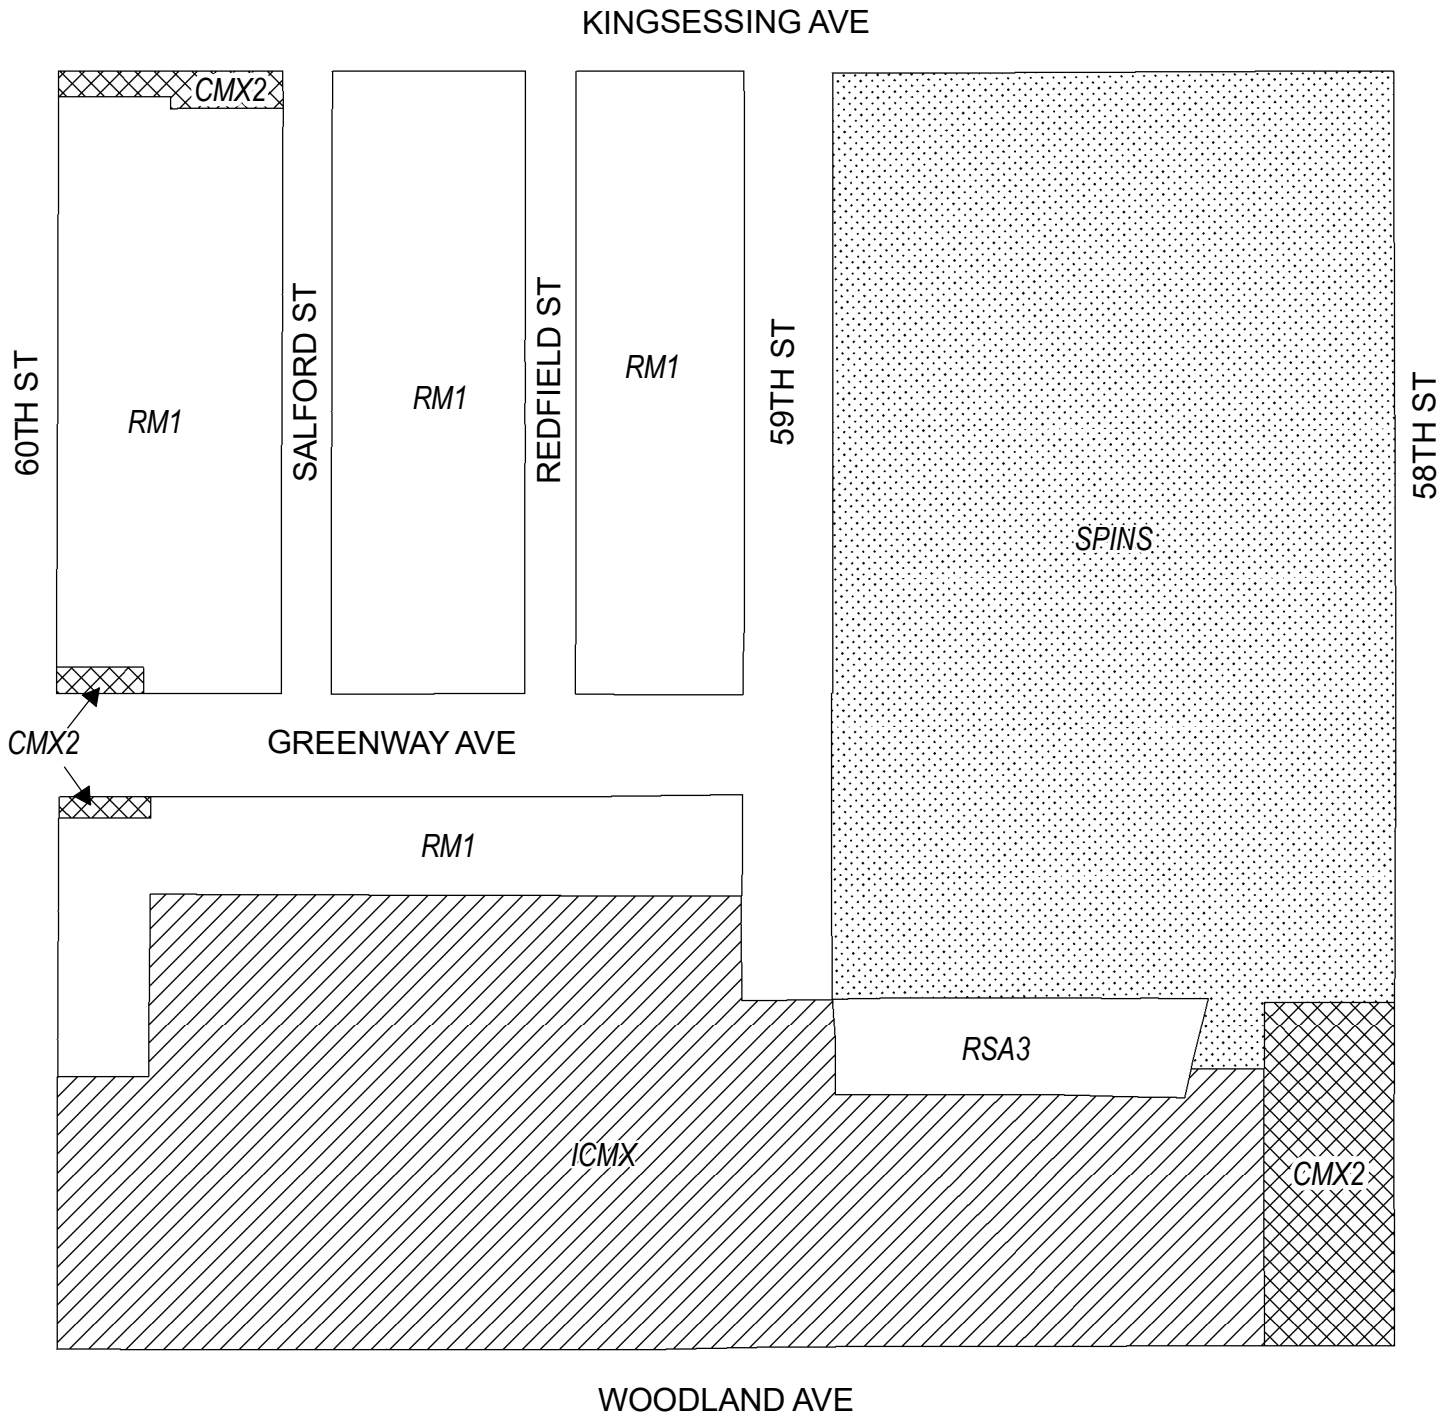 KINGSESSING AVE
CMX2
60TH ST
RM1
SALFORD ST
RM1
REDFIELD ST
RM1
59TH ST
SPINS
58TH ST
CMX2
GREENWAY AVE
RM1
RSA3
ICMX
CMX2
WOODLAND AVE